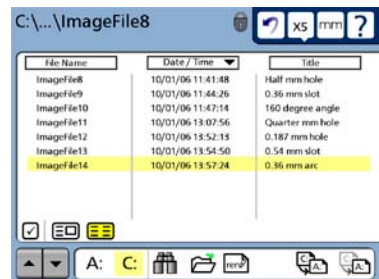 C:\...\ImageFile8 x5 mm ?
File Name Date / Time Title
ImageFile8 10/01/06 11:41:48 Half mm hole
ImageFile9 10/01/06 11:44:26 0.36 mm slot
ImageFile10 10/01/06 11:47:14 160 degree angle
ImageFile11 10/01/06 13:07:56 Quarter mm hole
ImageFile12 10/01/06 13:52:13 0.187 mm hole
ImageFile13 10/01/06 13:54:50 0.54 mm slot
ImageFile14 10/01/06 13:57:24 0.36 mm arc
A: C: ren C: A: C: A: